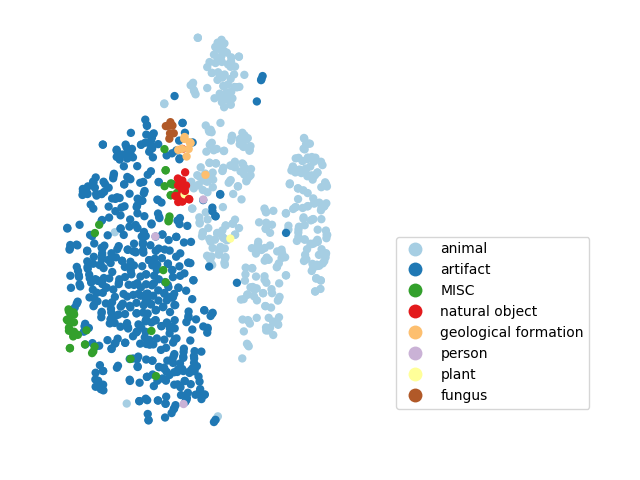 animal
artifact
MISC
natural object
geological formation
person
plant
fungus